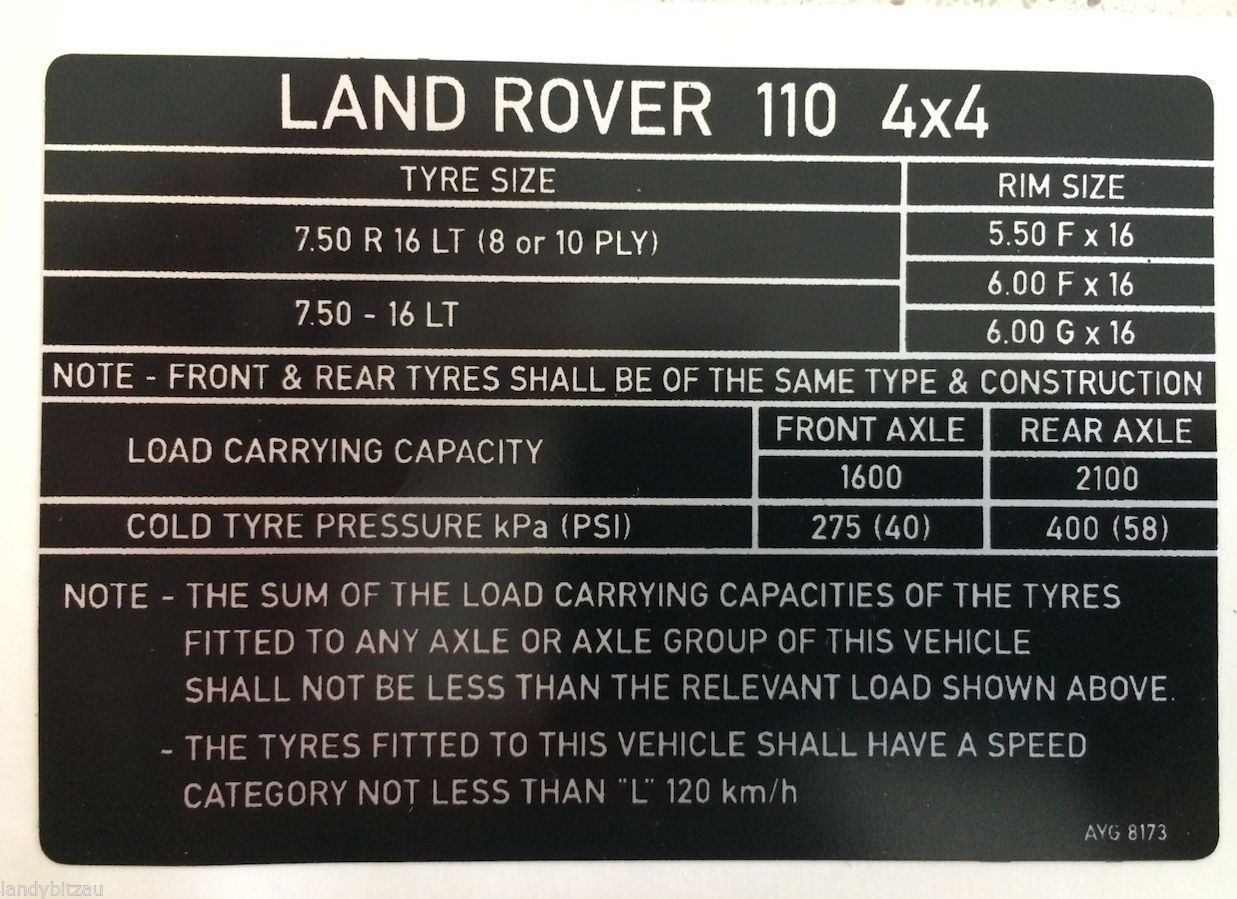 LAND ROVER 110 4x4
TYRE SIZE
RIM SIZE
7.50 R 16 LT (8 or 10 PLY)
5.50 F x 16
6.00 F x 16
7.50 - 16 LT
6.00 G x 16
NOTE - FRONT & REAR TYRES SHALL BE OF THE SAME TYPE & CONSTRUCTION
LOAD CARRYING CAPACITY
FRONT AXLE
REAR AXLE
1600
2100
COLD TYRE PRESSURE kPa (PSI)
275 (40)
400 (58)
NOTE - THE SUM OF THE LOAD CARRYING CAPACITIES OF THE TYRES
FITTED TO ANY AXLE OR AXLE GROUP OF THIS VEHICLE
SHALL NOT BE LESS THAN THE RELEVANT LOAD SHOWN ABOVE.
- THE TYRES FITTED TO THIS VEHICLE SHALL HAVE A SPEED
CATEGORY NOT LESS THAN "L" 120 km/h
AYG 8173
landybitzau